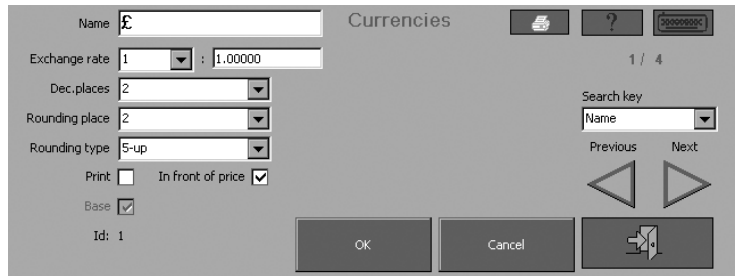 Name £ Currencies ?
Exchange rate 1 : 1.00000 1 / 4
Dec.places 2
Search key
Rounding place 2 Name
Rounding type 5-up Previous Next
Print In front of price
Base
Id: 1 OK Cancel